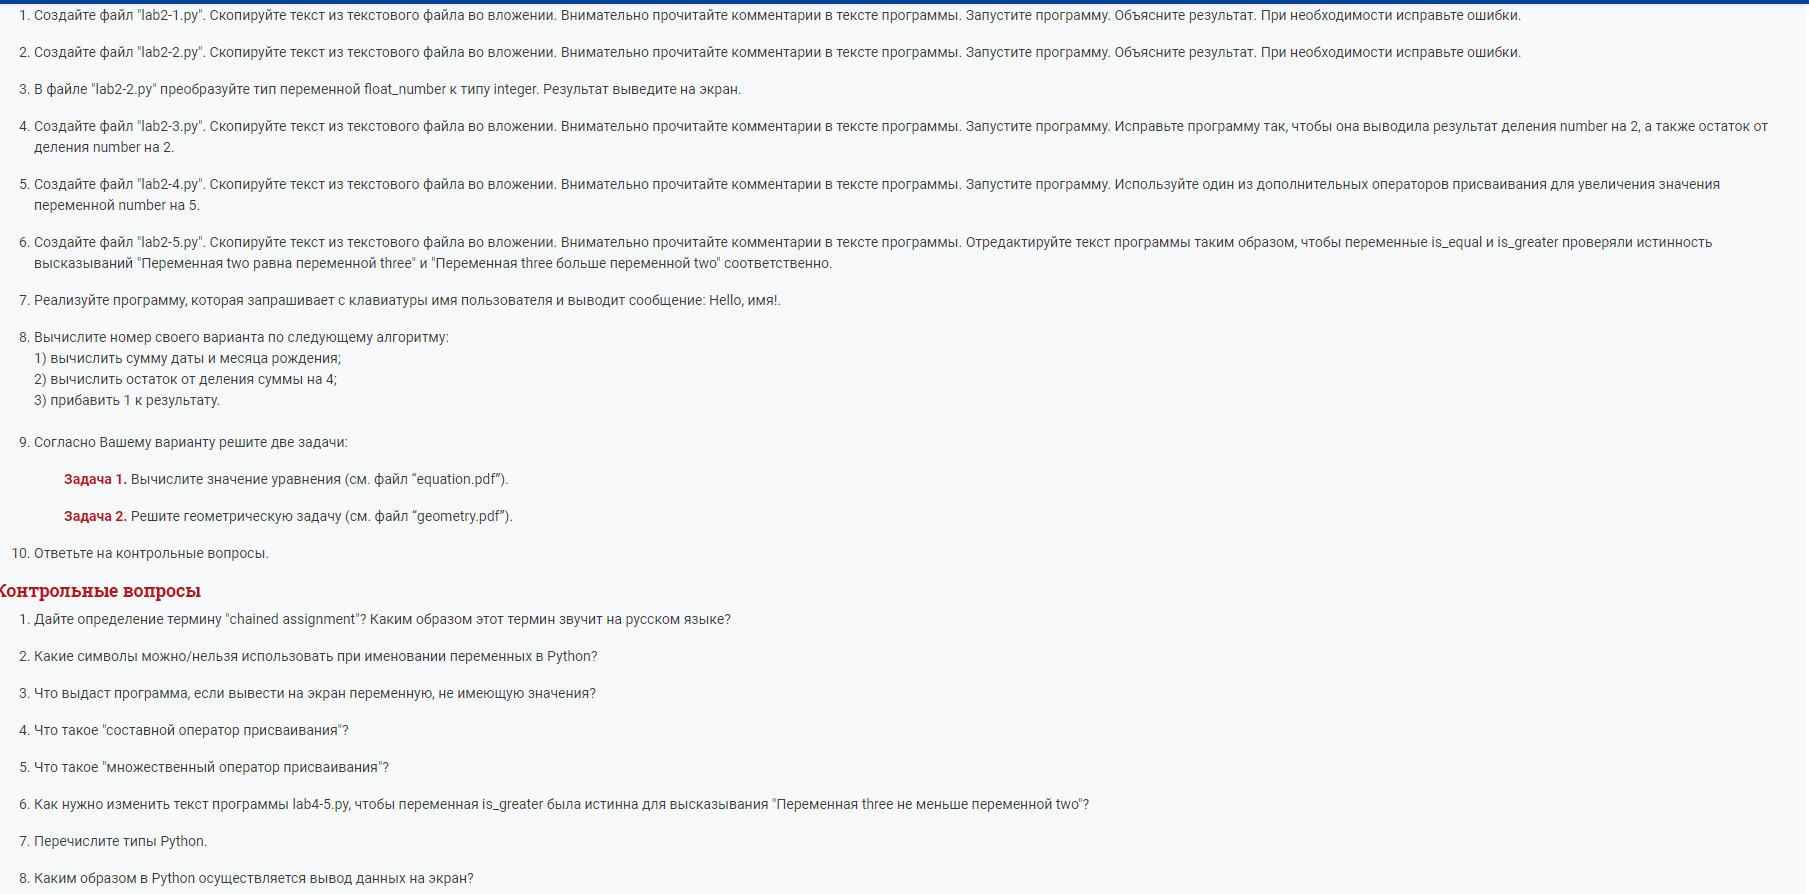 1. Создайте файл "lab2-1.py". Скопируйте текст из текстового файла во вложении. Внимательно прочитайте комментарии в тексте программы. Запустите программу. Объясните результат. При необходимости исправьте ошибки.
2. Создайте файл "lab2-2.py". Скопируйте текст из текстового файла во вложении. Внимательно прочитайте комментарии в тексте программы. Запустите программу. Объясните результат. При необходимости исправьте ошибки.
3. В файле "lab2-2.py" преобразуйте тип переменной float_number к типу integer. Результат выведите на экран.
4. Создайте файл "lab2-3.py". Скопируйте текст из текстового файла во вложении. Внимательно прочитайте комментарии в тексте программы. Запустите программу. Исправьте программу так, чтобы она выводила результат деления number на 2, а также остаток от
деления number на 2.
5. Создайте файл "lab2-4.py". Скопируйте текст из текстового файла во вложении. Внимательно прочитайте комментарии в тексте программы. Запустите программу. Используйте один из дополнительных операторов присваивания для увеличения значения
переменной number на 5.
6. Создайте файл "lab2-5.py". Скопируйте текст из текстового файла во вложении. Внимательно прочитайте комментарии в тексте программы. Отредактируйте текст программы таким образом, чтобы переменные is_equal и is_greater проверяли истинность
высказываний "Переменная two равна переменной three" и "Переменная three больше переменной two" соответственно.
7. Реализуйте программу, которая запрашивает с клавиатуры имя пользователя и выводит сообщение: Hello, имя!.
8. Вычислите номер своего варианта по следующему алгоритму:
1) вычислить сумму даты и месяца рождения;
2) вычислить остаток от деления суммы на 4;
3) прибавить 1 к результату.
9. Согласно Вашему варианту решите две задачи:
Задача 1. Вычислите значение уравнения (см. файл “equation.pdf”).
Задача 2. Решите геометрическую задачу (см. файл “geometry.pdf”).
10. Ответьте на контрольные вопросы.
Контрольные вопросы
1. Дайте определение термину "chained assignment"? Каким образом этот термин звучит на русском языке?
2. Какие символы можно/нельзя использовать при именовании переменных в Python?
3. Что выдаст программа, если вывести на экран переменную, не имеющую значения?
4. Что такое "составной оператор присваивания"?
5. Что такое "множественный оператор присваивания"?
6. Как нужно изменить текст программы lab4-5.py, чтобы переменная is_greater была истинна для высказывания "Переменная three не меньше переменной two"?
7. Перечислите типы Python.
8. Каким образом в Python осуществляется вывод данных на экран?